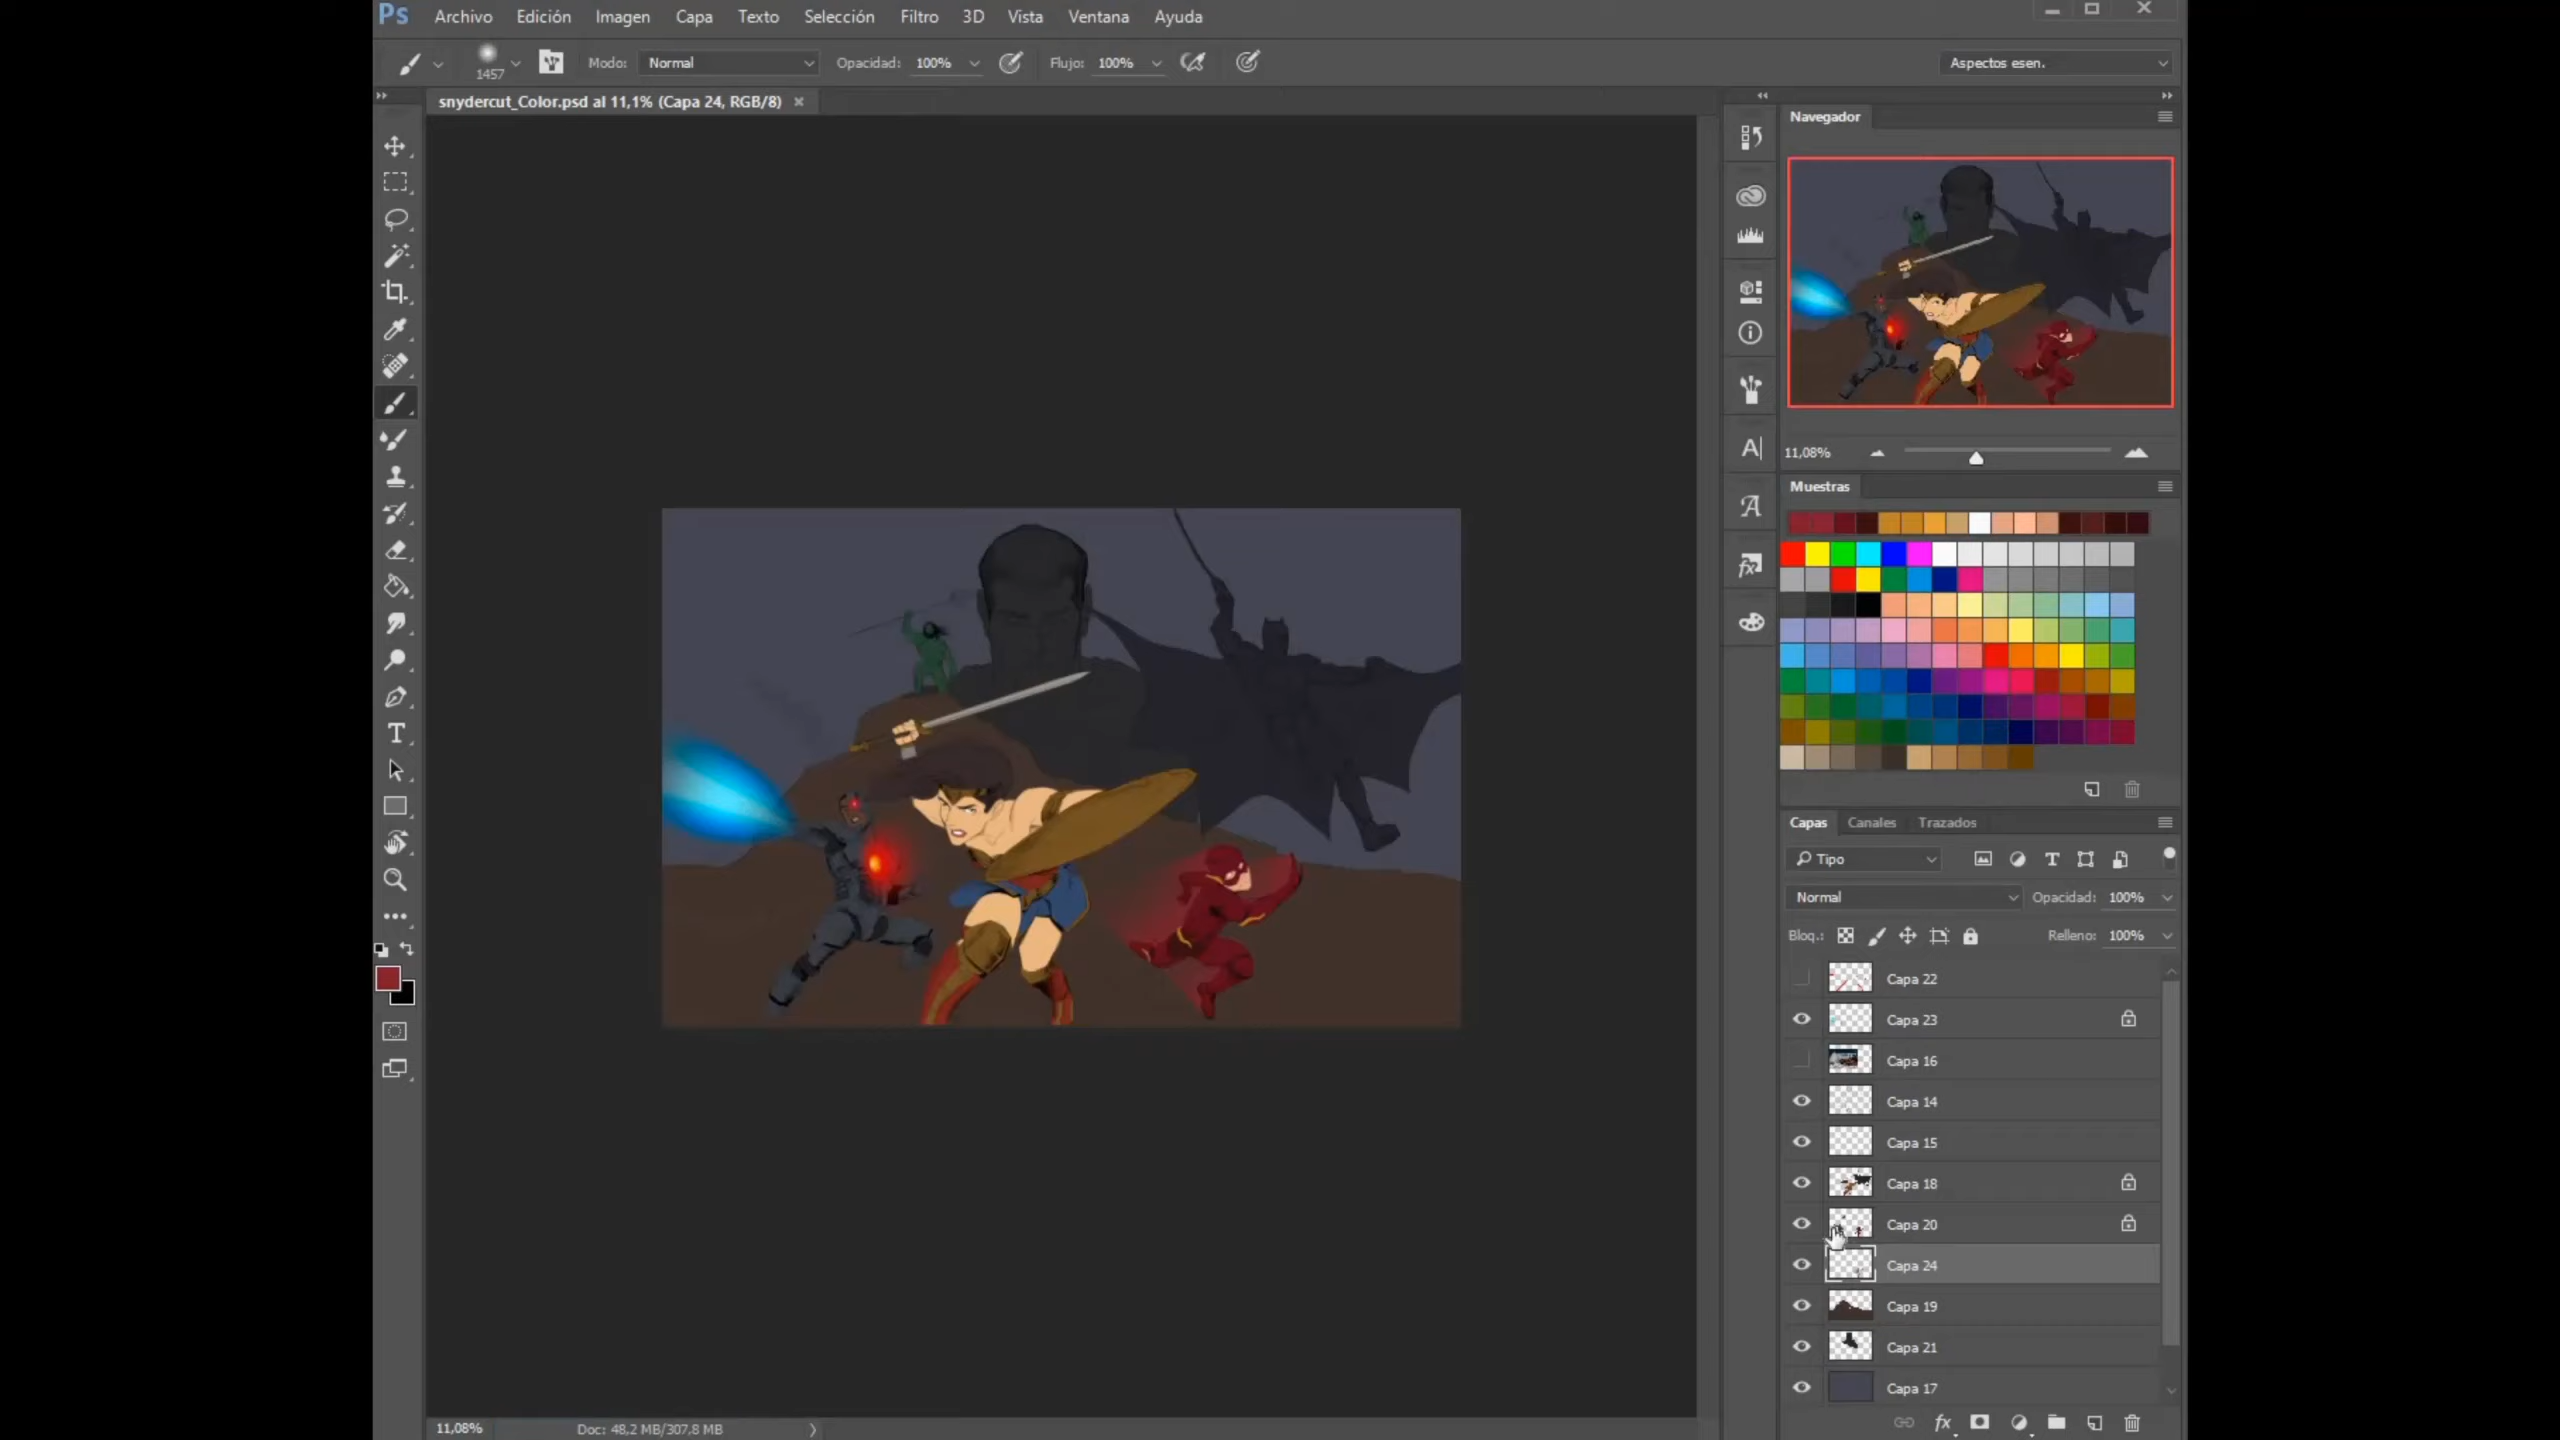 Ps Archivo Edición Imagen Capa Texto Selección Filtro 3D Vista Ventana Ayuda
1457 Modo: Normal Opacidad: 100% Flujo: 100% Aspectos esen.
snydercut_Color.psd al 11,1% (Capa 24, RGB/8)
Navegador
11,08%
Muestras
Capas Canales Trazados
Tipo
Normal Opacidad: 100%
Bloq.: Relleno: 100%
Capa 22
Capa 23
Capa 16
Capa 14
Capa 15
Capa 18
Capa 20
Capa 24
Capa 19
Capa 21
Capa 17
11,08% Doc: 48,2 MB/307,8 MB